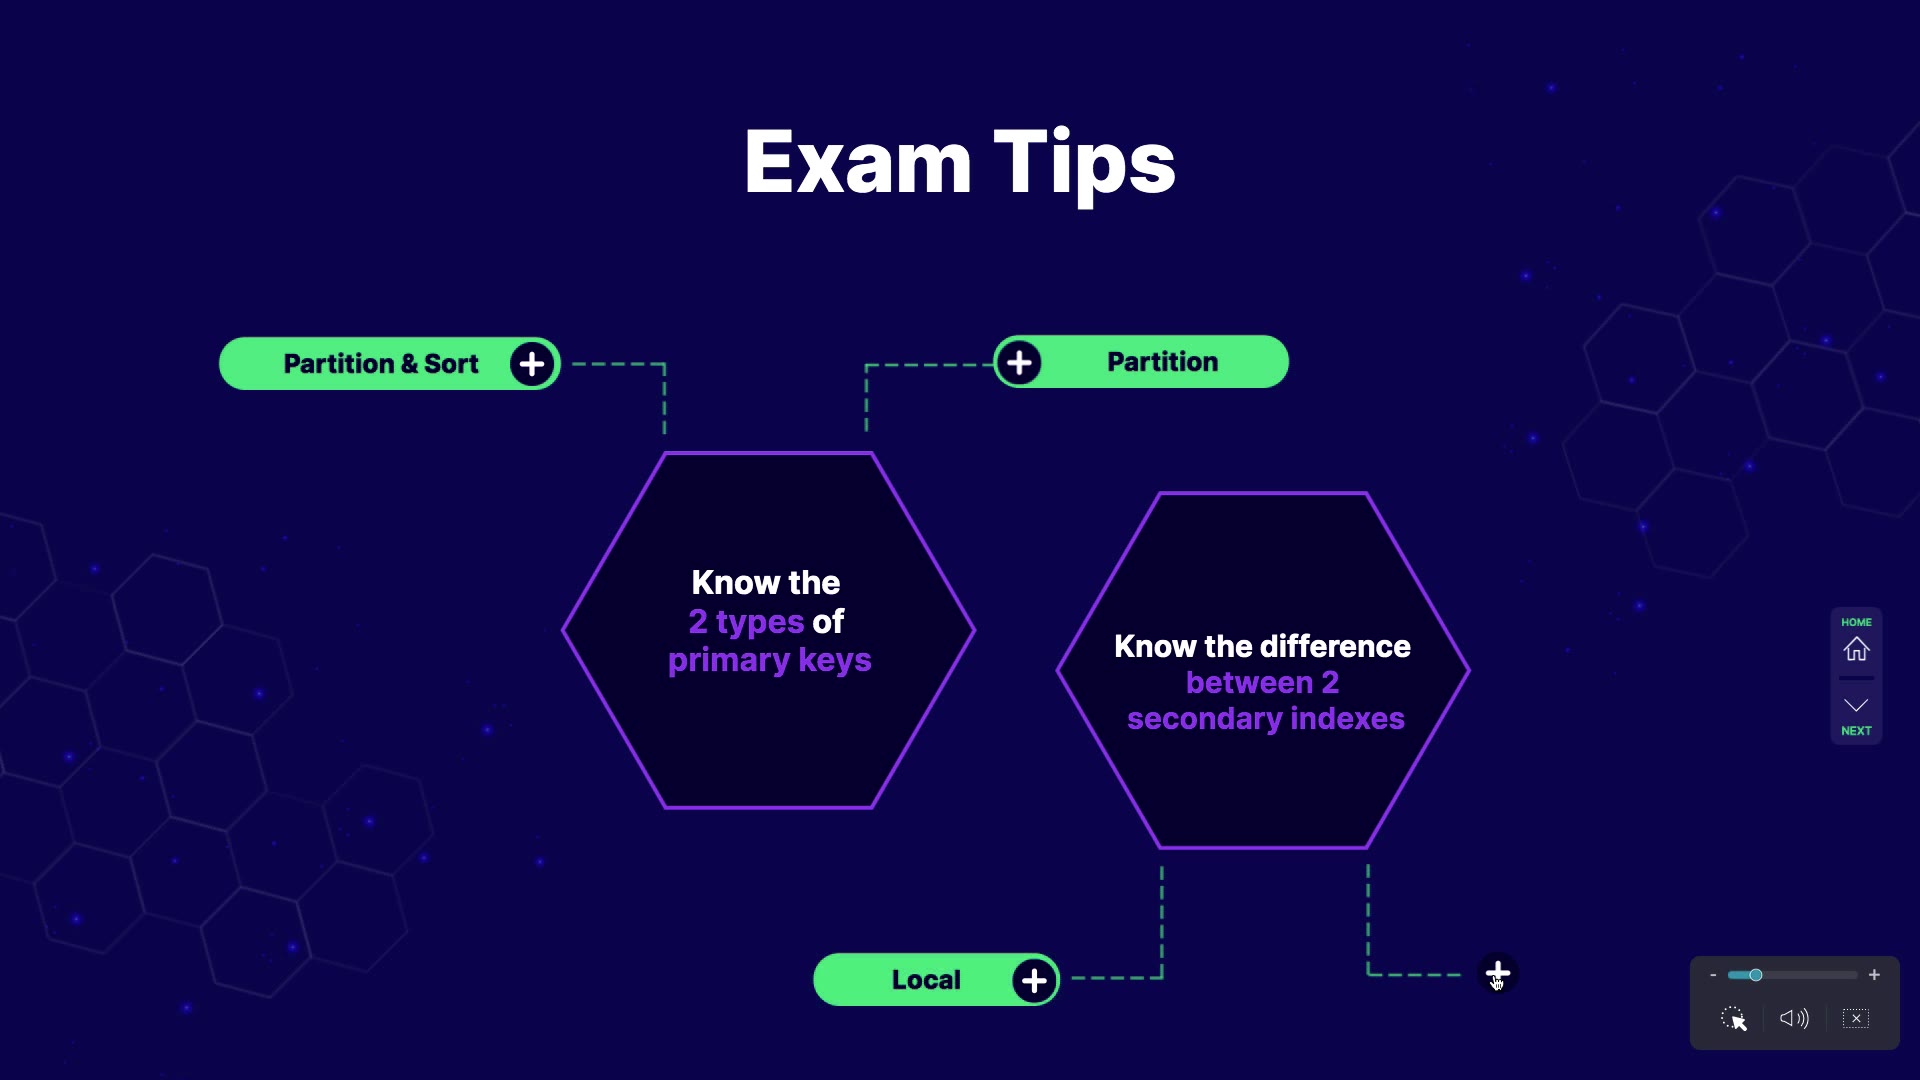 Exam Tips
Partition & Sort
Partition
Know the
2 types of
primary keys
Know the difference
between 2
secondary indexes
Local
HOME
NEXT
- +